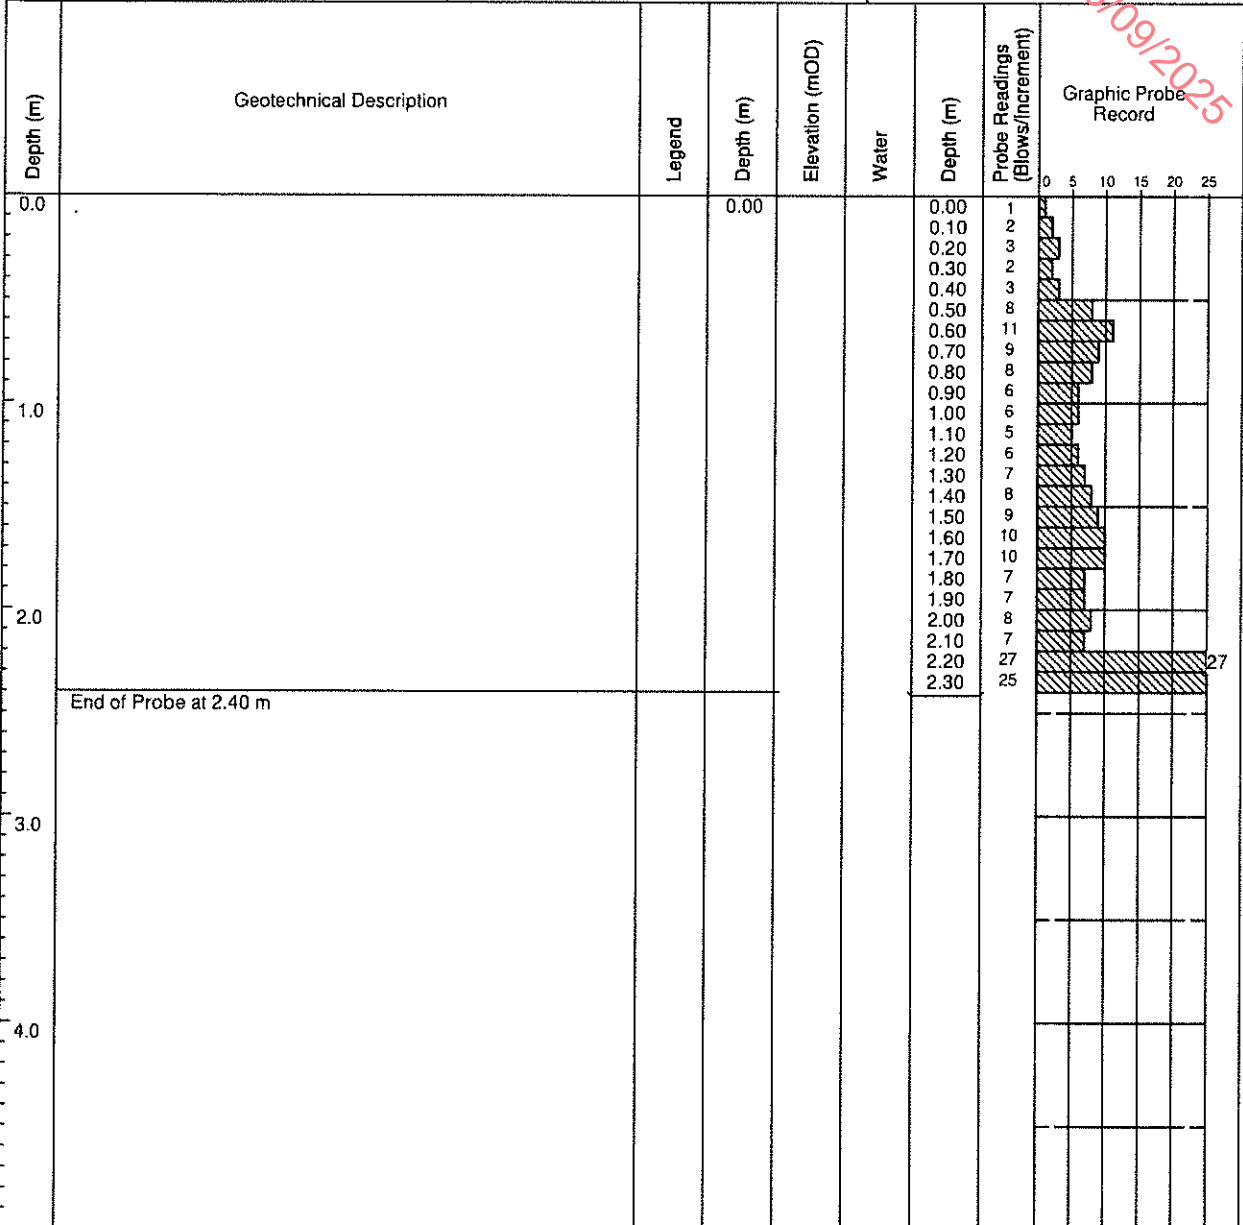 Depth (m)
Geotechnical Description
Legend
Depth (m)
Elevation (mOD)
Water
Depth (m)
Probe Readings
(Blows/Increment)
Graphic Probe
Record
0 5 10 15 20 25
/09/2025
0.0 0.00 0.00 1
0.10 2
0.20 3
0.30 2
0.40 3
0.50 8
0.60 11
0.70 9
0.80 8
0.90 6
1.0 1.00 6
1.10 5
1.20 6
1.30 7
1.40 8
1.50 9
1.60 10
1.70 10
1.80 7
1.90 7
2.0 2.00 8
2.10 7
2.20 27 27
2.30 25
End of Probe at 2.40 m
3.0
4.0